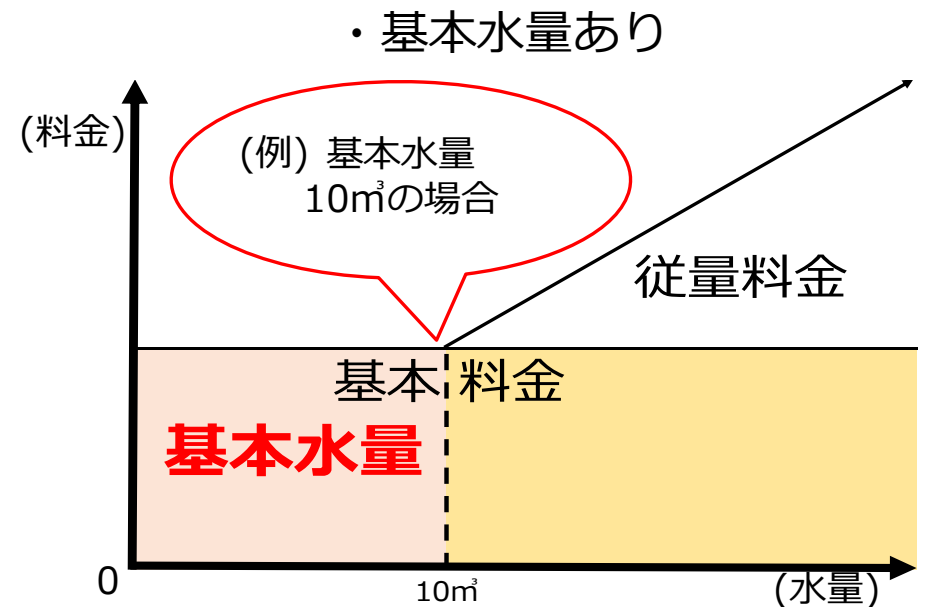 ・基本水量あり
(料金)
(例) 基本水量
10㎥の場合
従量料金
基本料金
基本水量
0
10㎥
(水量)